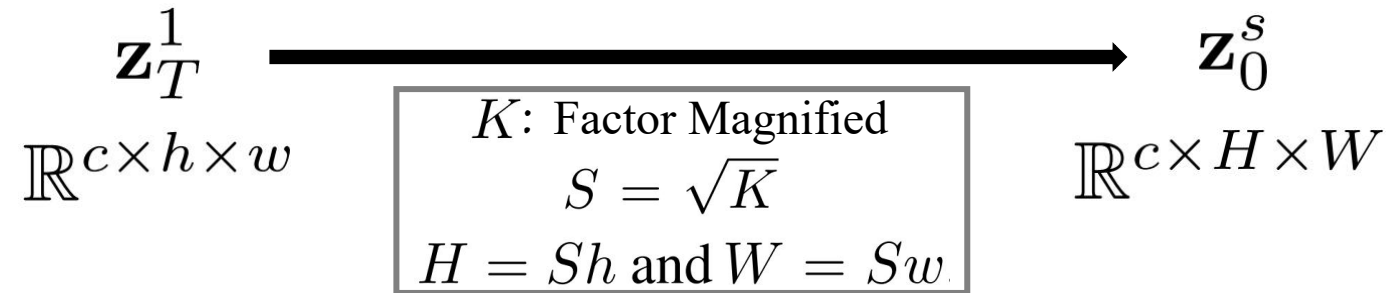 𝐳_T^1 𝐳_0^s
ℝ^{c×h×w} ℝ^{c×H×W}
K: Factor Magnified
S = √K
H = Sh and W = Sw.